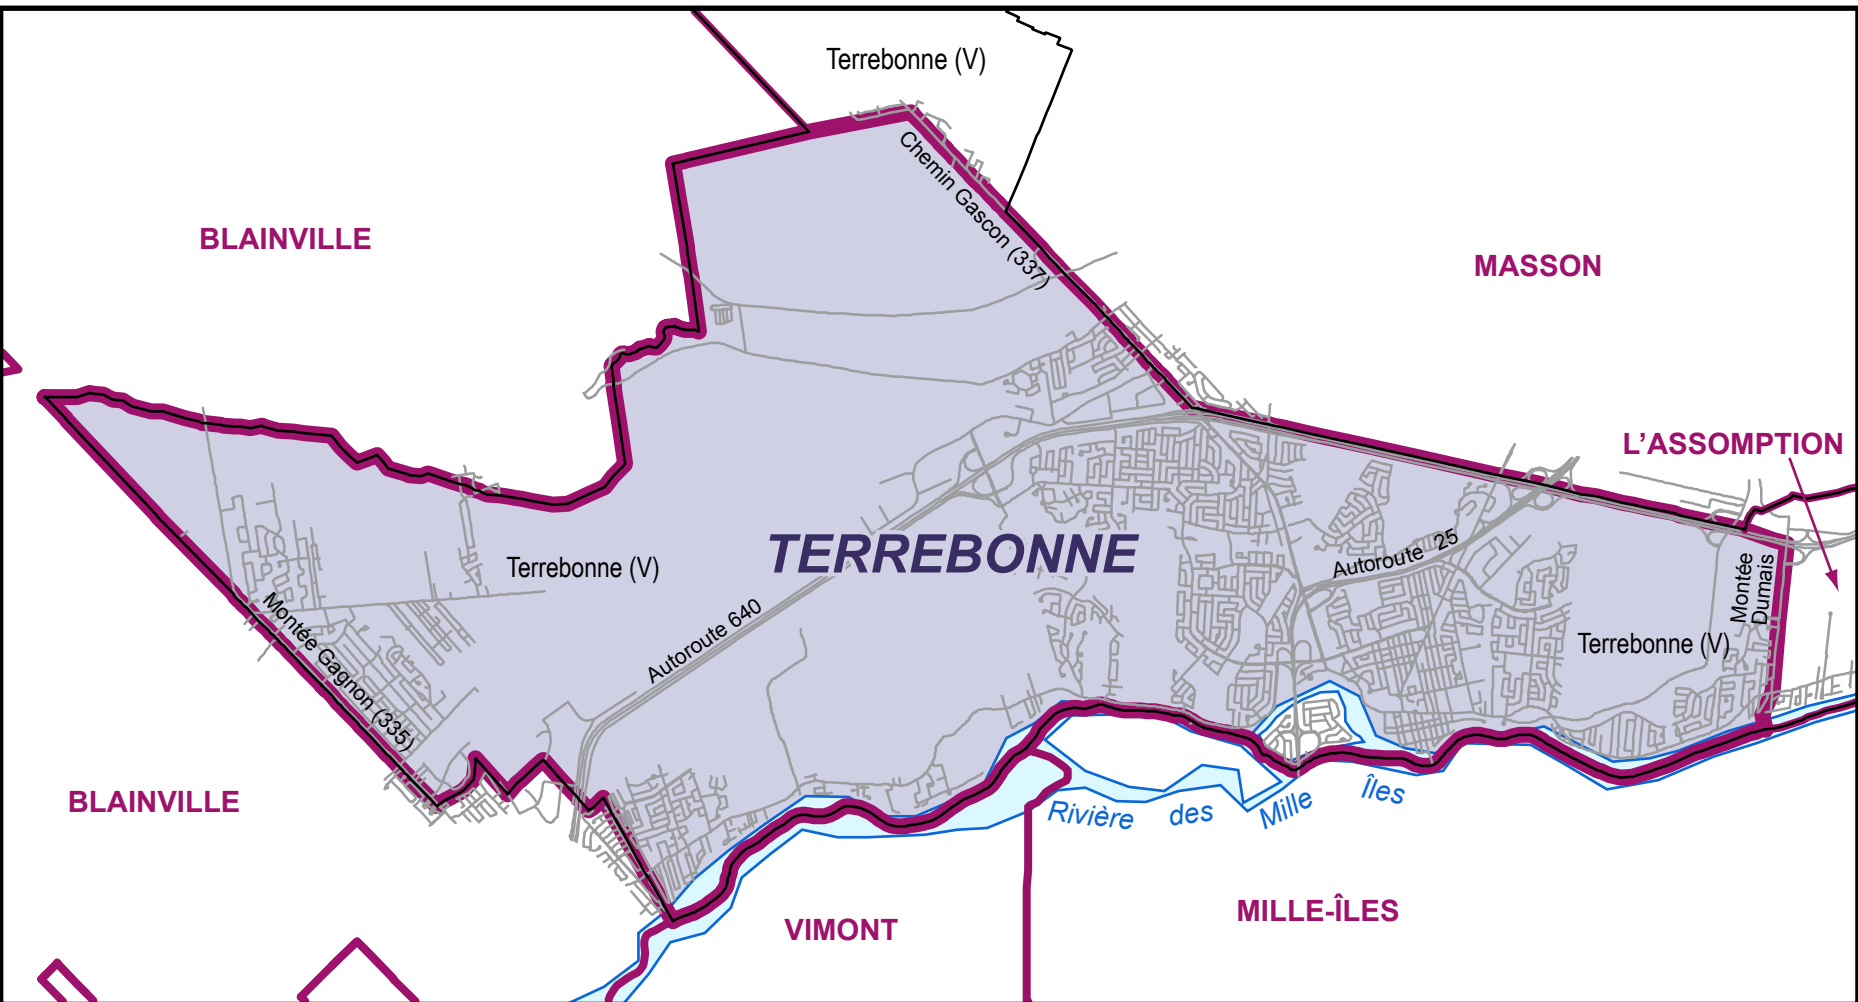 Terrebonne (V)
Chemin Gascon (337)
BLAINVILLE
MASSON
L'ASSOMPTION
TERREBONNE
Terrebonne (V)
Autoroute 25
Montée
Dumais
Autoroute 640
Montée Gagnon (335)
Terrebonne (V)
BLAINVILLE
Rivière des Mille Îles
VIMONT
MILLE-ÎLES